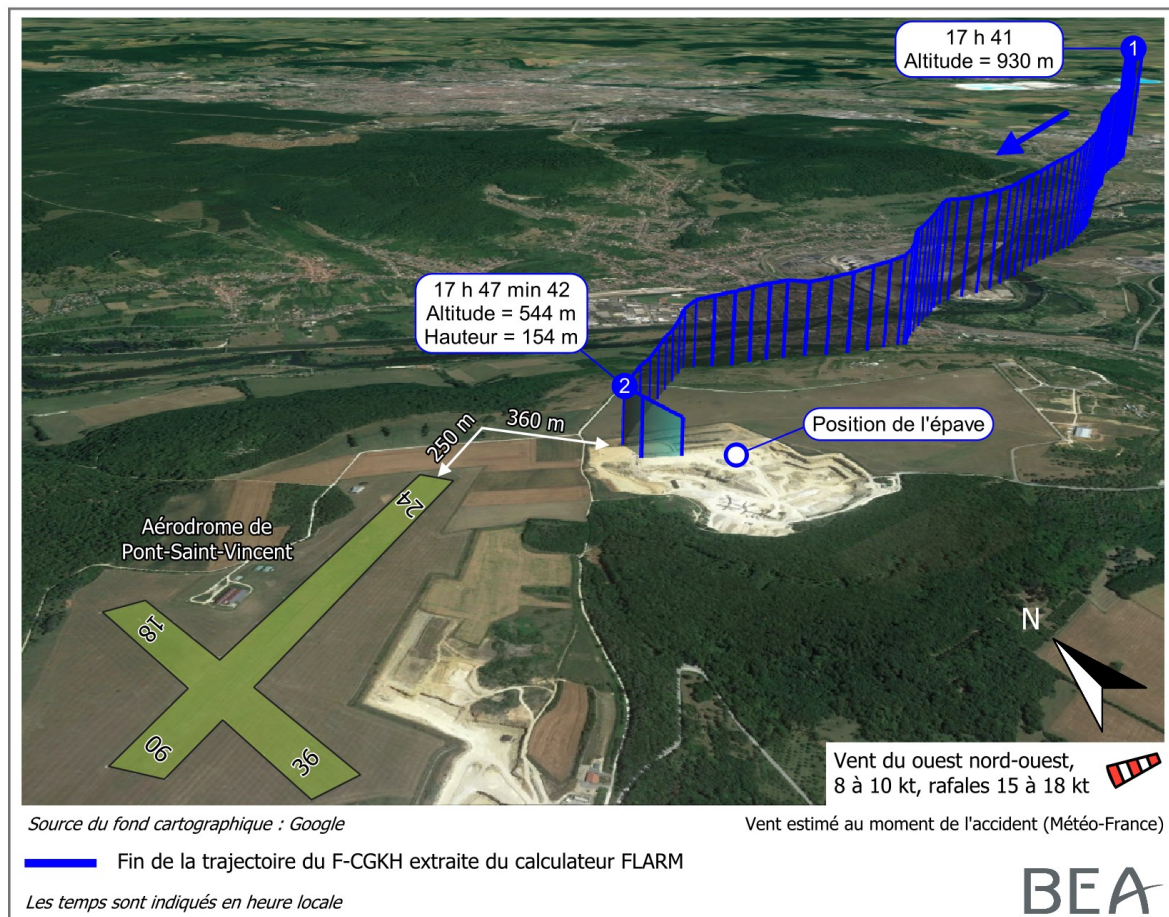 17 h 41
Altitude = 930 m
1
17 h 47 min 42
Altitude = 544 m
Hauteur = 154 m
2
360 m
250 m
Position de l'épave
24
Aérodrome de
Pont-Saint-Vincent
18
06
36
N
Vent du ouest nord-ouest,
8 à 10 kt, rafales 15 à 18 kt
Source du fond cartographique : Google
Vent estimé au moment de l'accident (Météo-France)
Fin de la trajectoire du F-CGKH extraite du calculateur FLARM
Les temps sont indiqués en heure locale
BEA